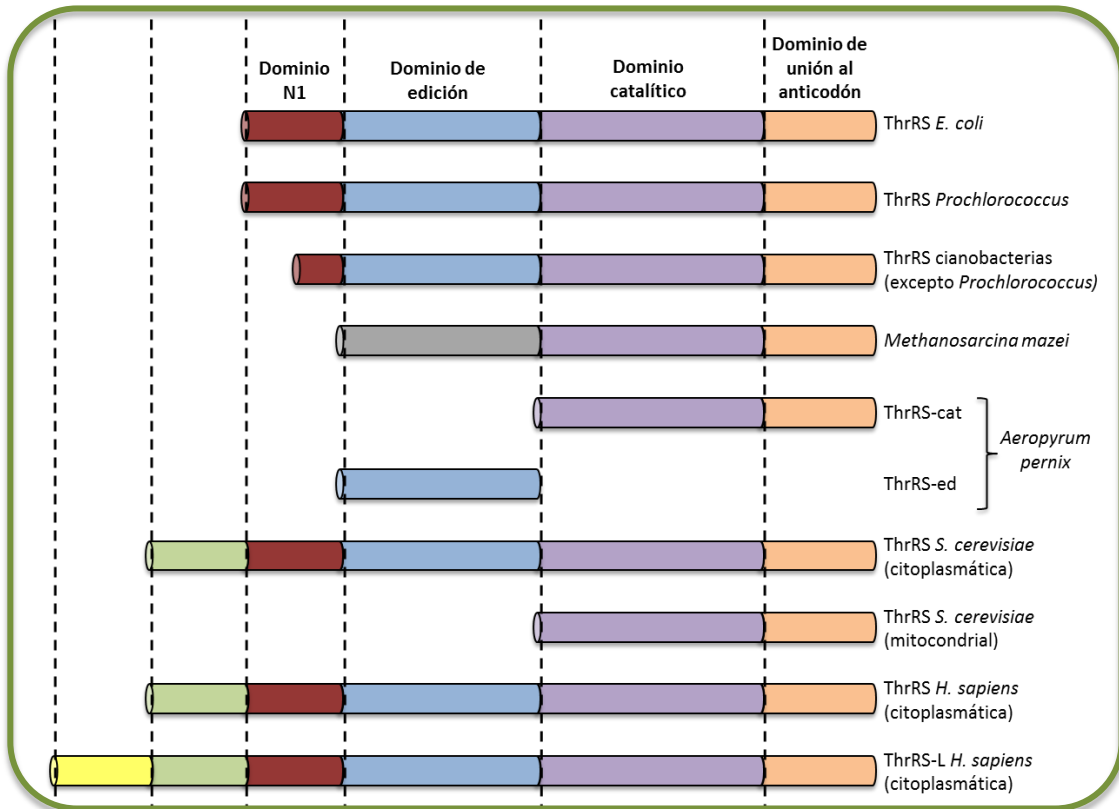 Dominio
N1
Dominio de
edición
Dominio
catalítico
Dominio de
unión al
anticodón
ThrRS E. coli
ThrRS Prochlorococcus
ThrRS cianobacterias
(excepto Prochlorococcus)
Methanosarcina mazei
ThrRS-cat
Aeropyrum
pernix
ThrRS-ed
ThrRS S. cerevisiae
(citoplasmática)
ThrRS S. cerevisiae
(mitocondrial)
ThrRS H. sapiens
(citoplasmática)
ThrRS-L H. sapiens
(citoplasmática)